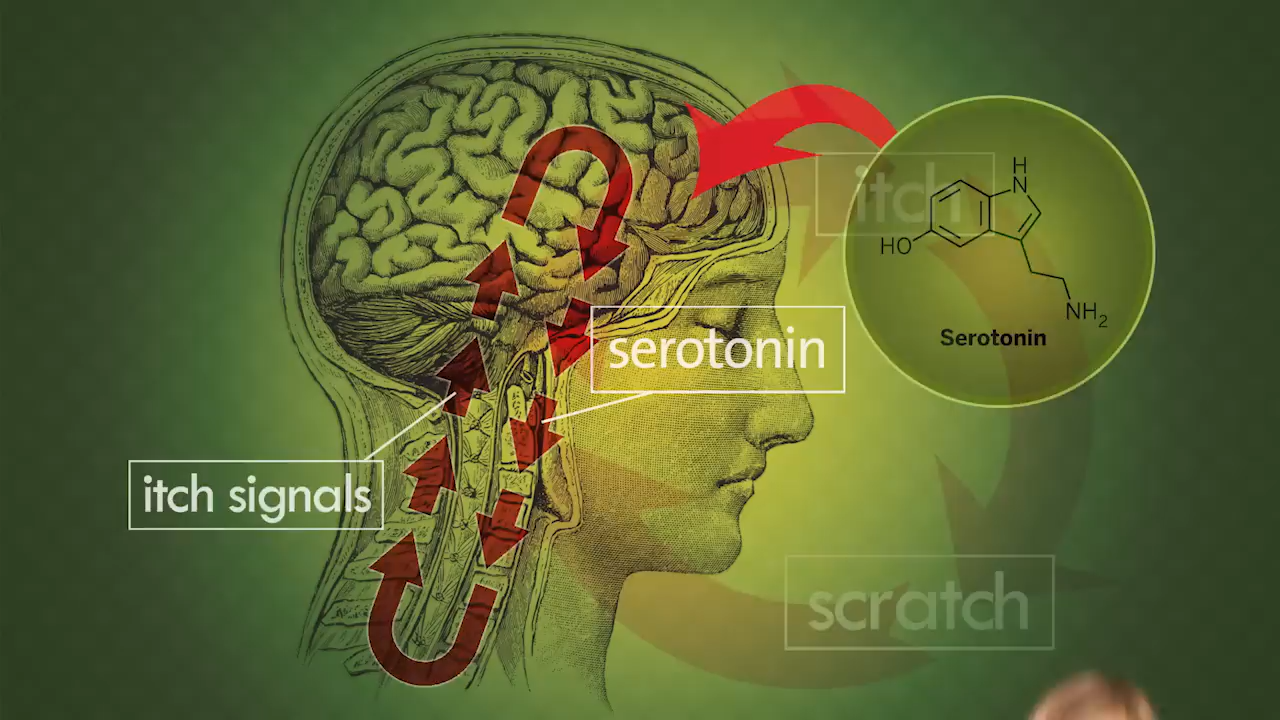 itch
H
N
HO
NH2
Serotonin
serotonin
itch signals
scratch